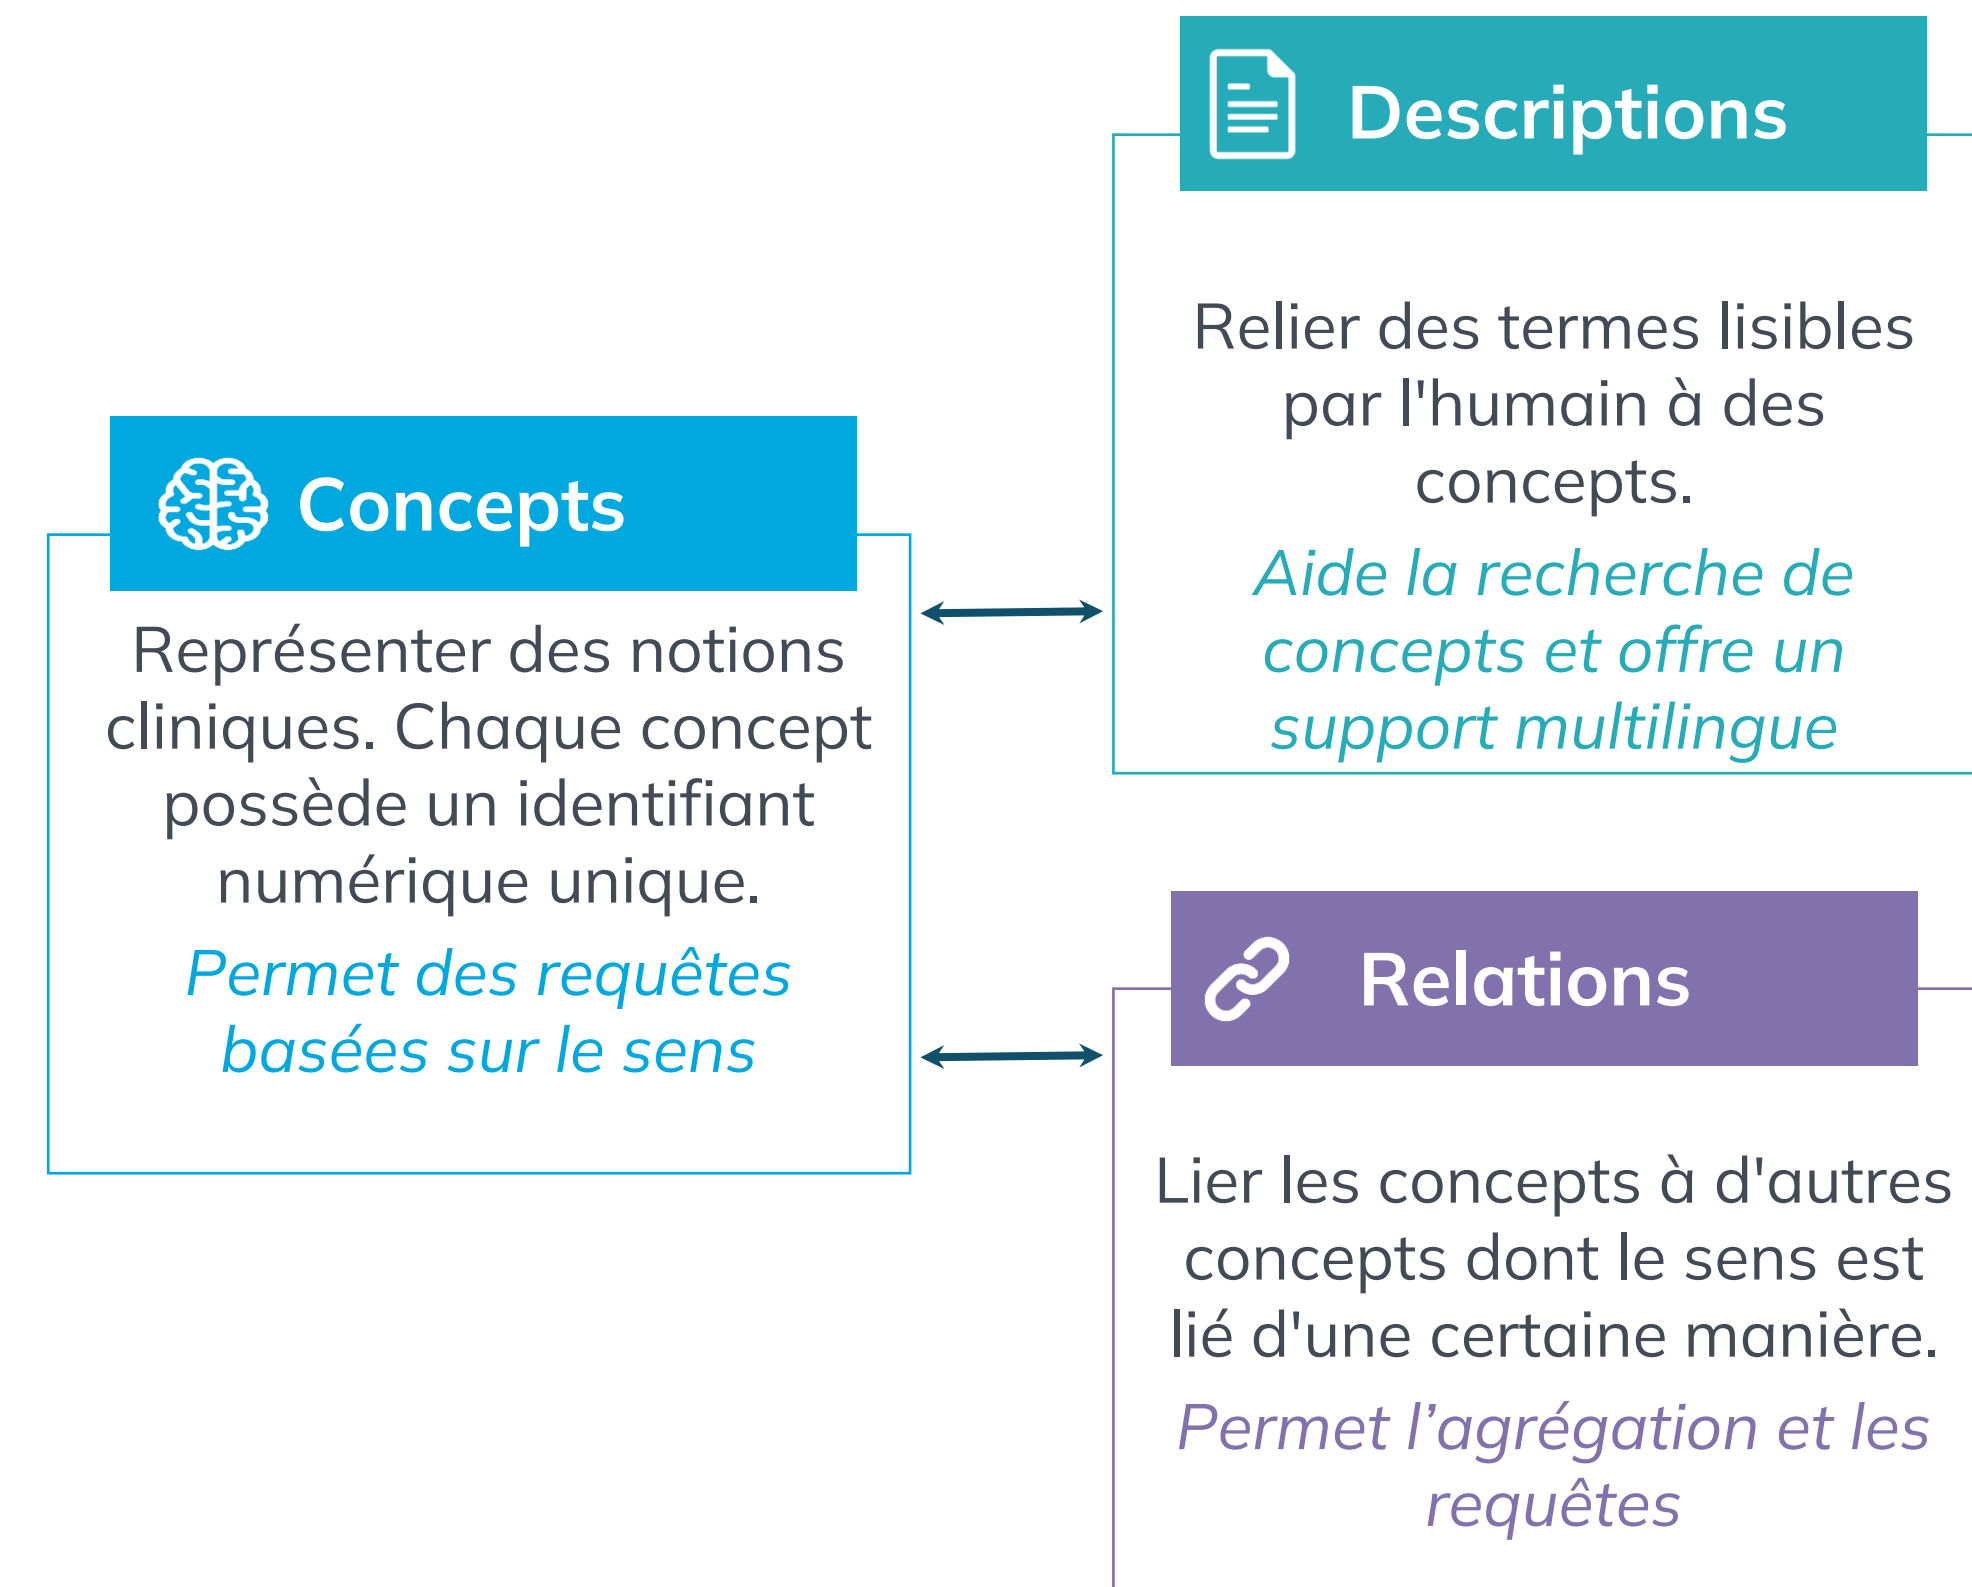 Concepts
Représenter des notions
cliniques. Chaque concept
possède un identifiant
numérique unique.
Permet des requêtes
basées sur le sens
Descriptions
Relier des termes lisibles
par l'humain à des
concepts.
Aide la recherche de
concepts et offre un
support multilingue
Relations
Lier les concepts à d'autres
concepts dont le sens est
lié d'une certaine manière.
Permet l’agrégation et les
requêtes